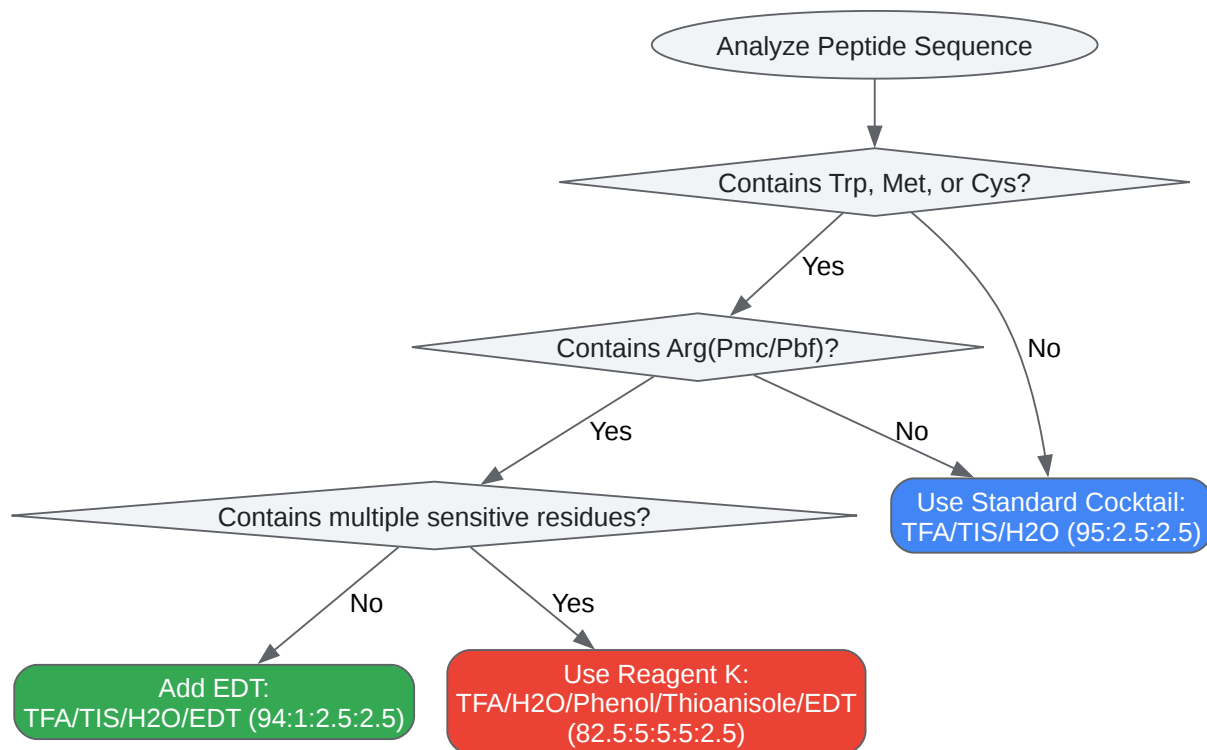 Analyze Peptide Sequence
Contains Trp, Met, or Cys?
Yes
No
Contains Arg(Pmc/Pbf)?
Yes
No
Use Standard Cocktail:
TFA/TIS/H2O (95:2.5:2.5)
Contains multiple sensitive residues?
No
Yes
Add EDT:
TFA/TIS/H2O/EDT (94:1:2.5:2.5)
Use Reagent K:
TFA/H2O/Phenol/Thioanisole/EDT
(82.5:5:5:5:2.5)